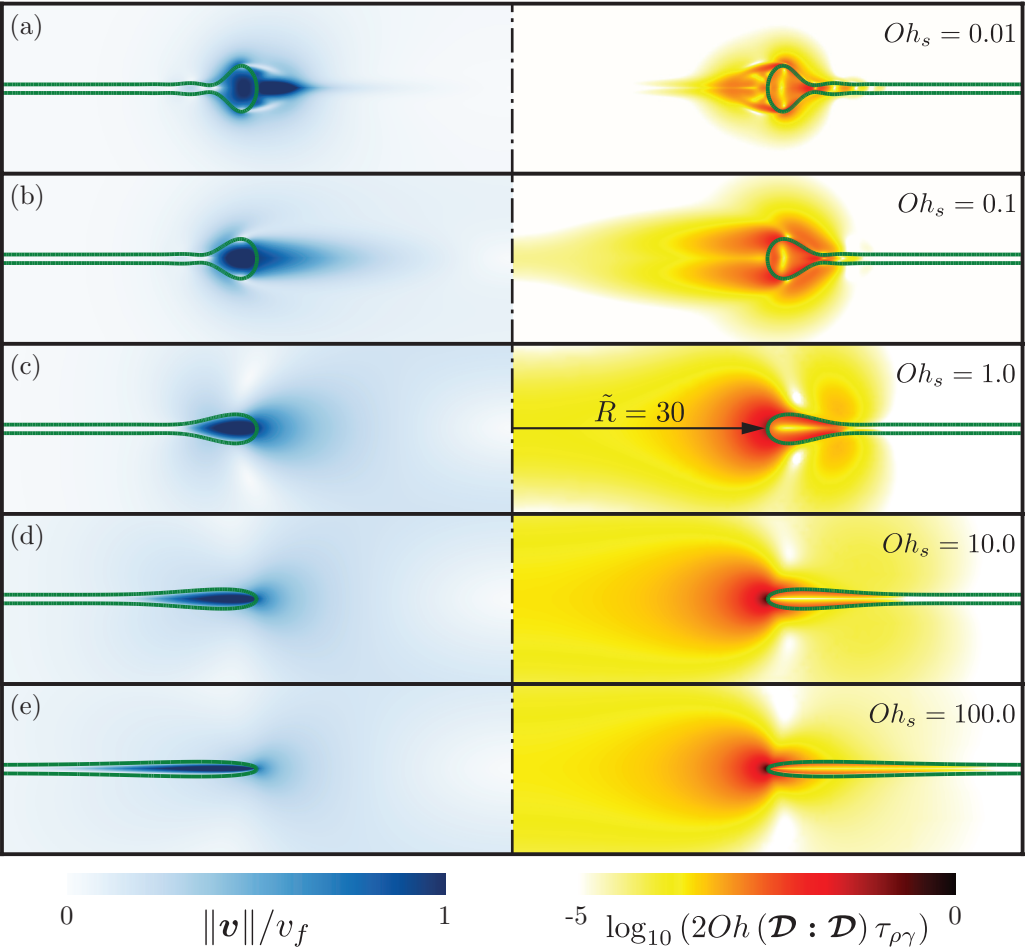 (a)
Oh_s = 0.01
(b)
Oh_s = 0.1
(c)
Oh_s = 1.0
R̃ = 30
(d)
Oh_s = 10.0
(e)
Oh_s = 100.0
0
‖v‖/v_f
1
-5
log₁₀ (2Oh (𝓓 : 𝓓) τ_ργ)
0